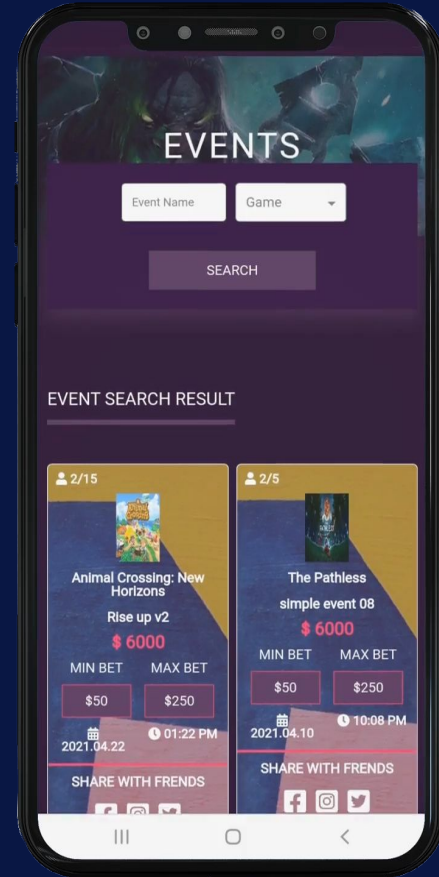 EVENTS
Event Name
Game
SEARCH
EVENT SEARCH RESULT
2/15
Animal Crossing: New
Horizons
Rise up v2
$ 6000
MIN BET MAX BET
$50 $250
2021.04.22
01:22 PM
SHARE WITH FRENDS
2/5
The Pathless
simple event 08
$ 6000
MIN BET MAX BET
$50 $250
2021.04.10
10:08 PM
SHARE WITH FRENDS